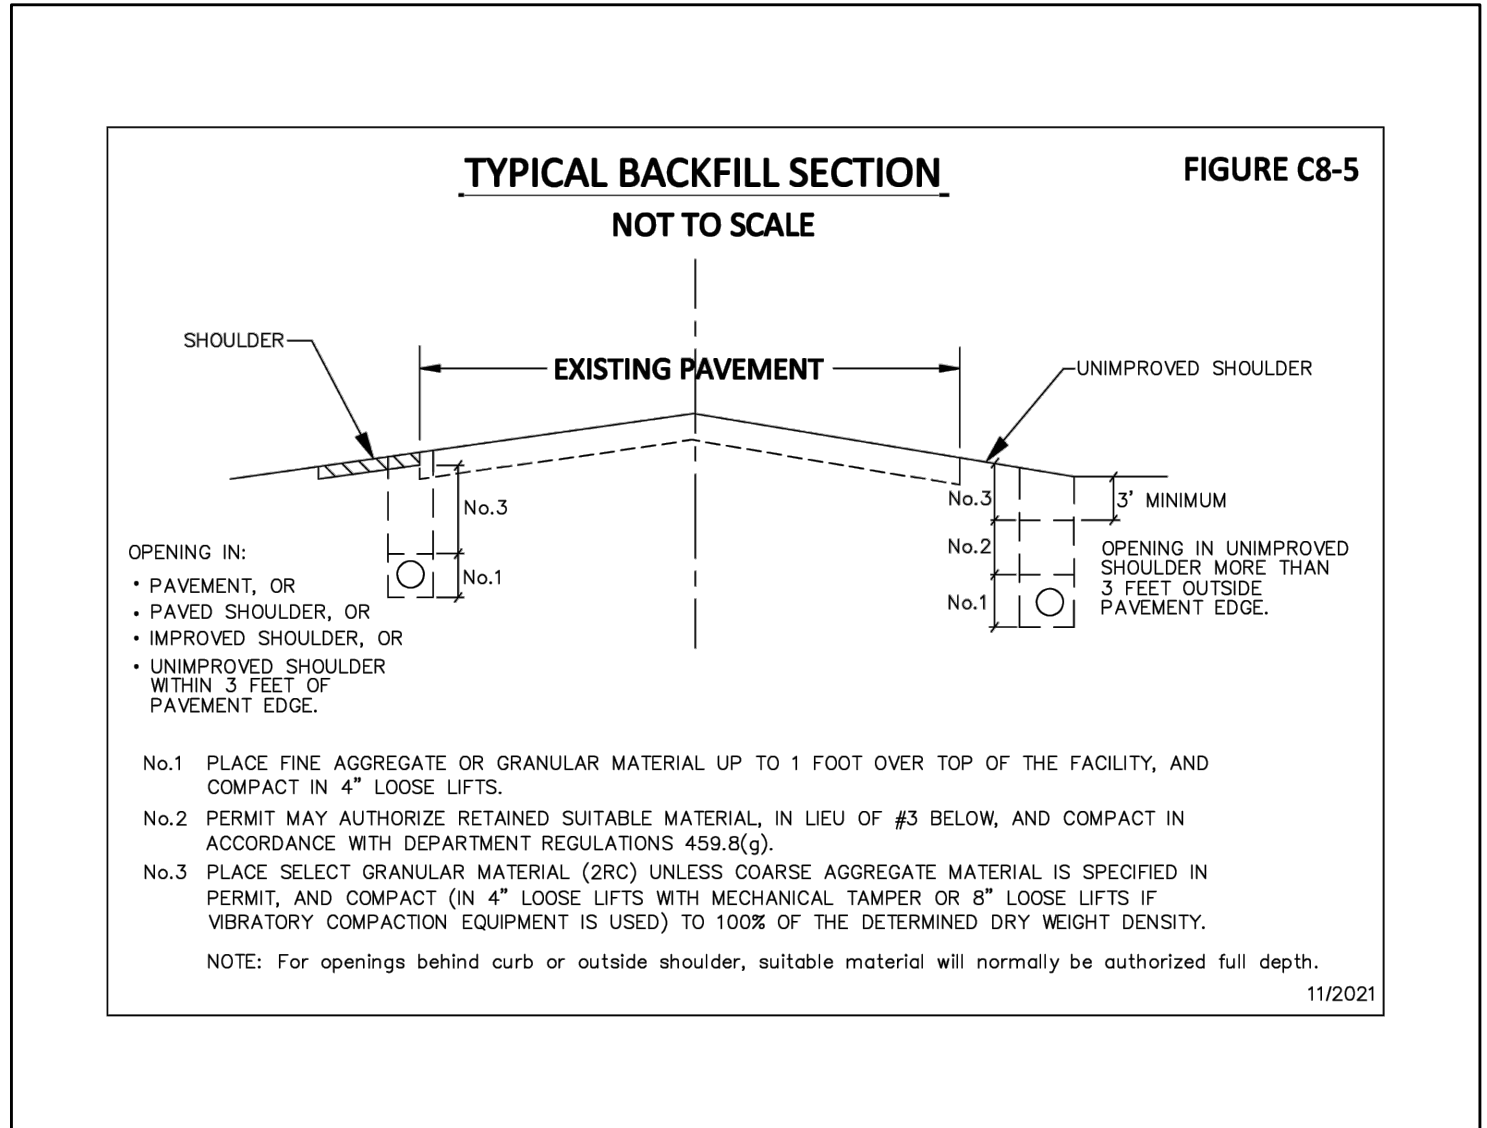 TYPICAL BACKFILL SECTION
FIGURE C8-5
NOT TO SCALE
SHOULDER
EXISTING PAVEMENT
UNIMPROVED SHOULDER
No.3
No.1
No.3
No.2
No.1
3' MINIMUM
OPENING IN:
• PAVEMENT, OR
• PAVED SHOULDER, OR
• IMPROVED SHOULDER, OR
• UNIMPROVED SHOULDER
WITHIN 3 FEET OF
PAVEMENT EDGE.
OPENING IN UNIMPROVED
SHOULDER MORE THAN
3 FEET OUTSIDE
PAVEMENT EDGE.
No.1 PLACE FINE AGGREGATE OR GRANULAR MATERIAL UP TO 1 FOOT OVER TOP OF THE FACILITY, AND
COMPACT IN 4" LOOSE LIFTS.
No.2 PERMIT MAY AUTHORIZE RETAINED SUITABLE MATERIAL, IN LIEU OF #3 BELOW, AND COMPACT IN
ACCORDANCE WITH DEPARTMENT REGULATIONS 459.8(g).
No.3 PLACE SELECT GRANULAR MATERIAL (2RC) UNLESS COARSE AGGREGATE MATERIAL IS SPECIFIED IN
PERMIT, AND COMPACT (IN 4" LOOSE LIFTS WITH MECHANICAL TAMPER OR 8" LOOSE LIFTS IF
VIBRATORY COMPACTION EQUIPMENT IS USED) TO 100% OF THE DETERMINED DRY WEIGHT DENSITY.
NOTE: For openings behind curb or outside shoulder, suitable material will normally be authorized full depth.
11/2021